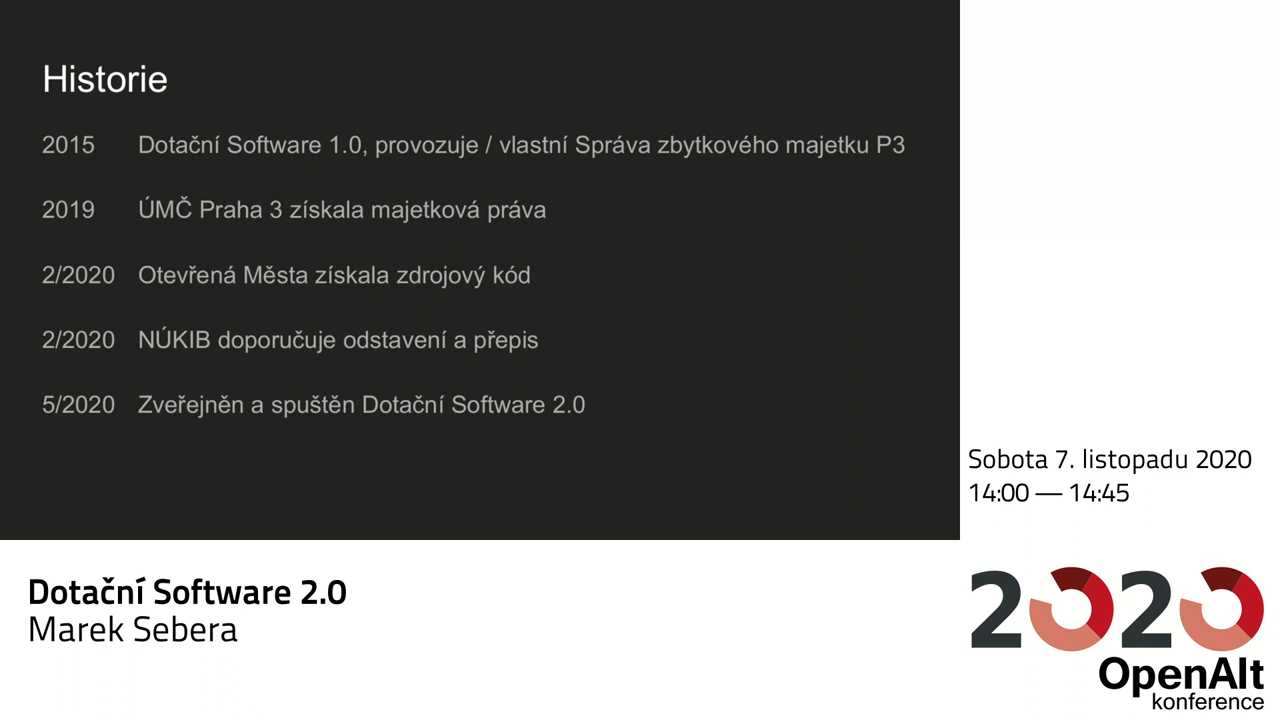 Historie
2015 Dotační Software 1.0, provozuje / vlastní Správa zbytkového majetku P3
2019 ÚMČ Praha 3 získala majetková práva
2/2020 Otevřená Města získala zdrojový kód
2/2020 NÚKIB doporučuje odstavení a přepis
5/2020 Zveřejněn a spuštěn Dotační Software 2.0
Sobota 7. listopadu 2020
14:00 — 14:45
Dotační Software 2.0
Marek Sebera
2020
OpenAlt
konference